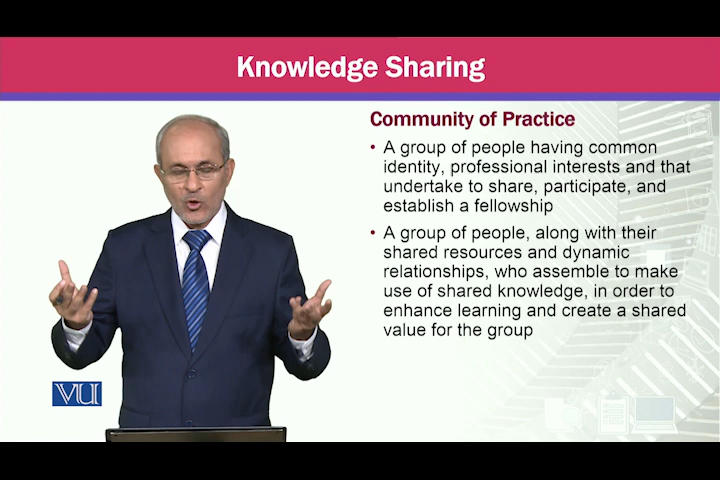 Knowledge Sharing
Community of Practice
• A group of people having common
identity, professional interests and that
undertake to share, participate, and
establish a fellowship
• A group of people, along with their
shared resources and dynamic
relationships, who assemble to make
use of shared knowledge, in order to
enhance learning and create a shared
value for the group
VU